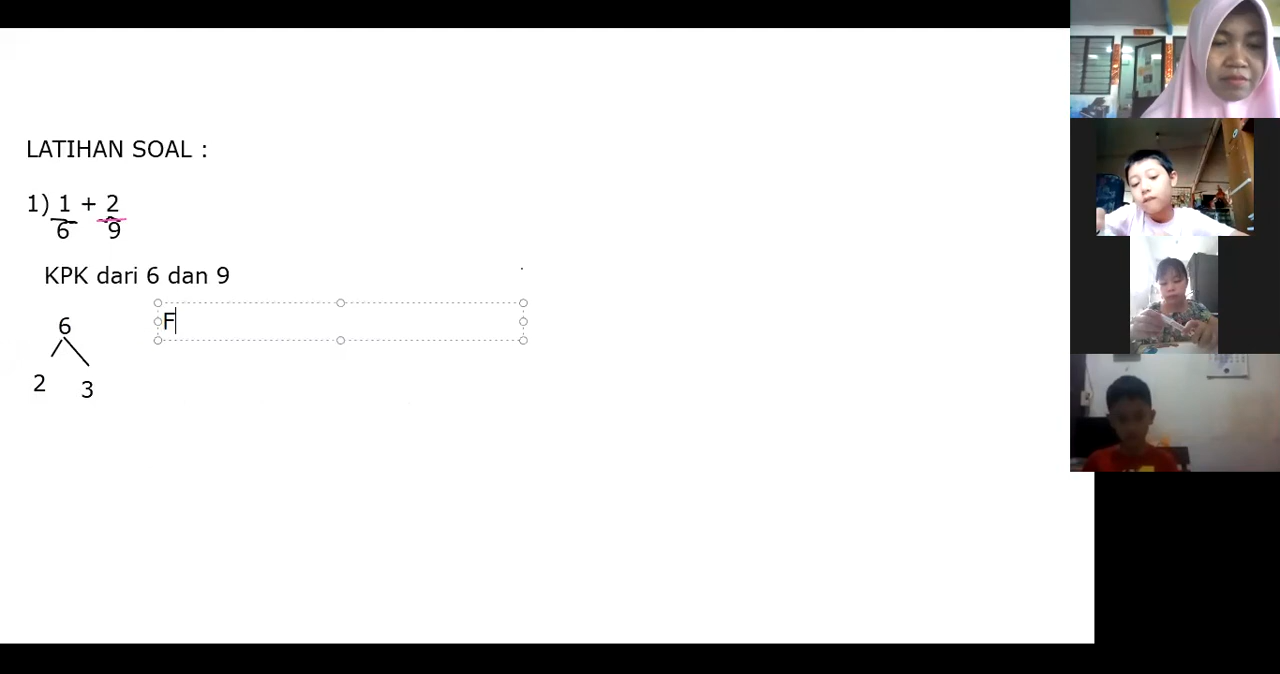 LATIHAN SOAL :
1) 1 + 2
6 9
KPK dari 6 dan 9
6
F
2 3